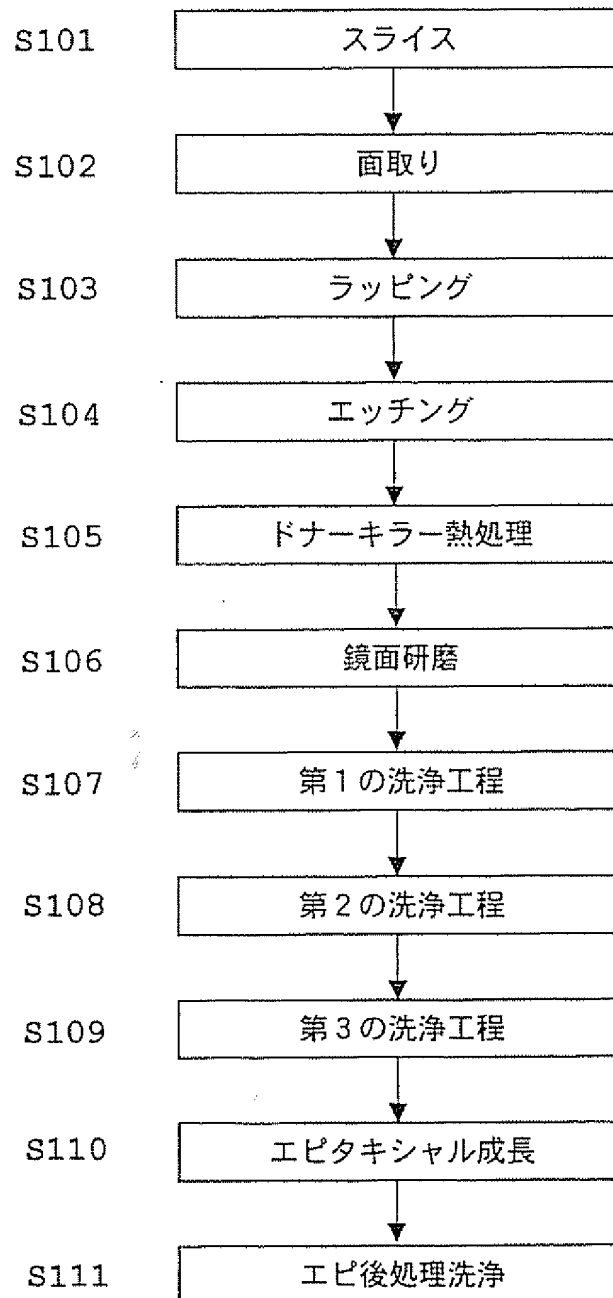 S101 スライス
S102 面取り
S103 ラッピング
S104 エッチング
S105 ドナーキラー熱処理
S106 鏡面研磨
S107 第1の洗浄工程
S108 第2の洗浄工程
S109 第3の洗浄工程
S110 エピタキシャル成長
S111 エピ後処理洗浄